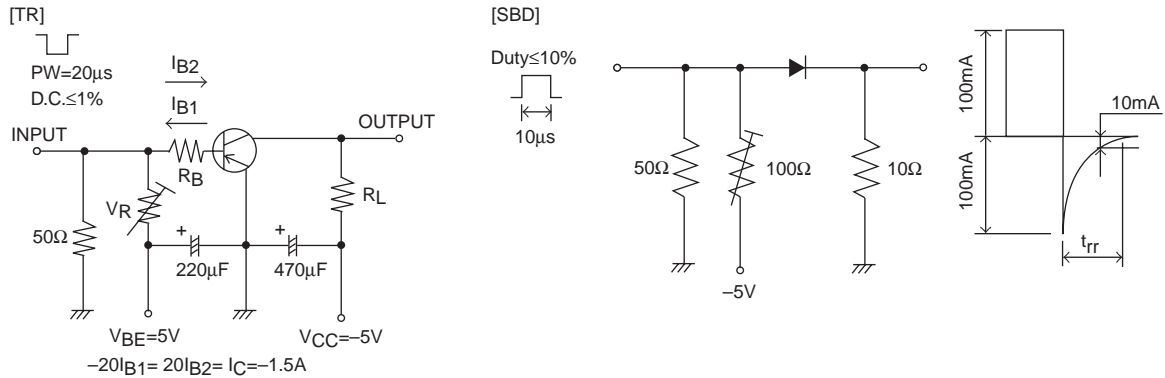 [TR]
PW=20μs
D.C.≤1%
IB2
IB1
INPUT
OUTPUT
RB
VR
RL
50Ω
+
220μF
+
470μF
VBE=5V
VCC=−5V
−20IB1= 20IB2= IC=−1.5A
[SBD]
Duty≤10%
10μs
50Ω
100Ω
10Ω
−5V
100mA
100mA
10mA
trr